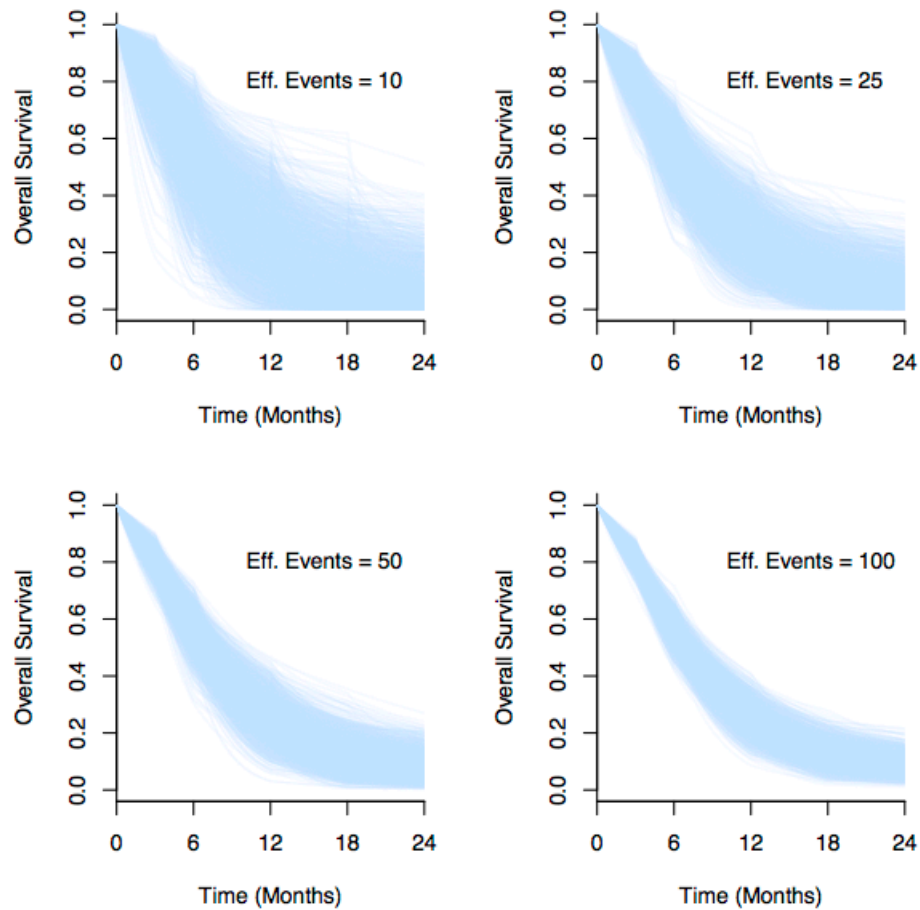 Overall Survival
1.0
0.8
0.6
0.4
0.2
0.0
Eff. Events = 10
0 6 12 18 24
Time (Months)
Overall Survival
1.0
0.8
0.6
0.4
0.2
0.0
Eff. Events = 25
0 6 12 18 24
Time (Months)
Overall Survival
1.0
0.8
0.6
0.4
0.2
0.0
Eff. Events = 50
0 6 12 18 24
Time (Months)
Overall Survival
1.0
0.8
0.6
0.4
0.2
0.0
Eff. Events = 100
0 6 12 18 24
Time (Months)